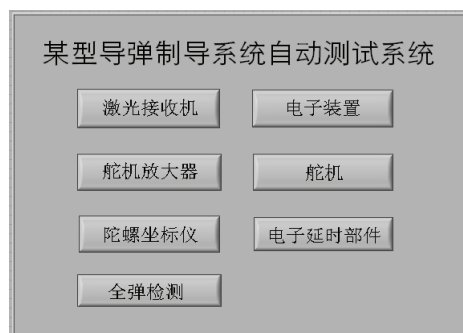 某型导弹制导系统自动测试系统
激光接收机 电子装置
舵机放大器 舵机
陀螺坐标仪 电子延时部件
全弹检测